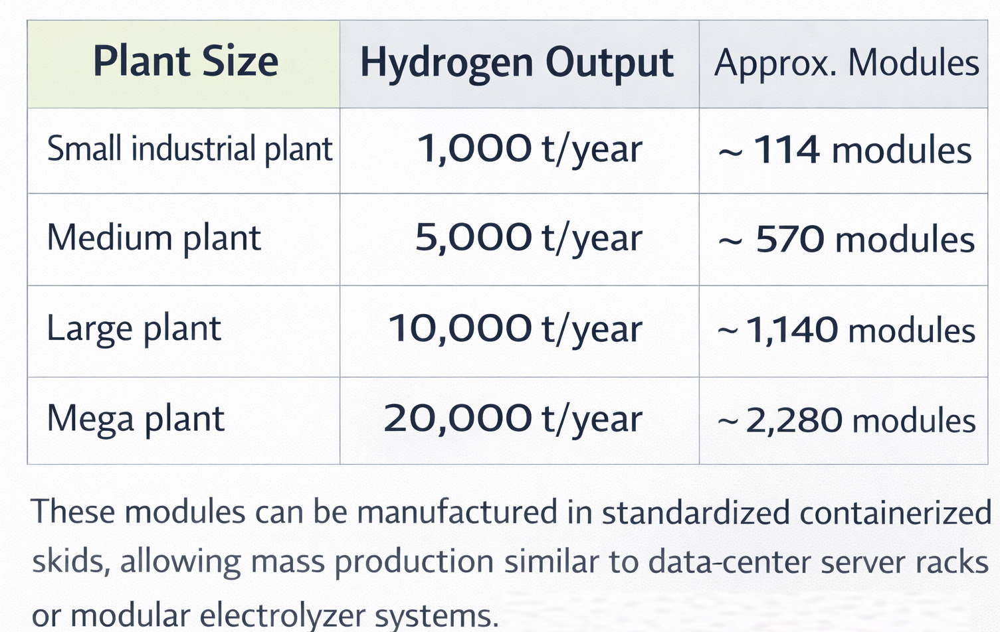 Plant Size Hydrogen Output Approx. Modules
Small industrial plant 1,000 t/year ~ 114 modules
Medium plant 5,000 t/year ~ 570 modules
Large plant 10,000 t/year ~ 1,140 modules
Mega plant 20,000 t/year ~ 2,280 modules
These modules can be manufactured in standardized containerized
skids, allowing mass production similar to data-center server racks
or modular electrolyzer systems.